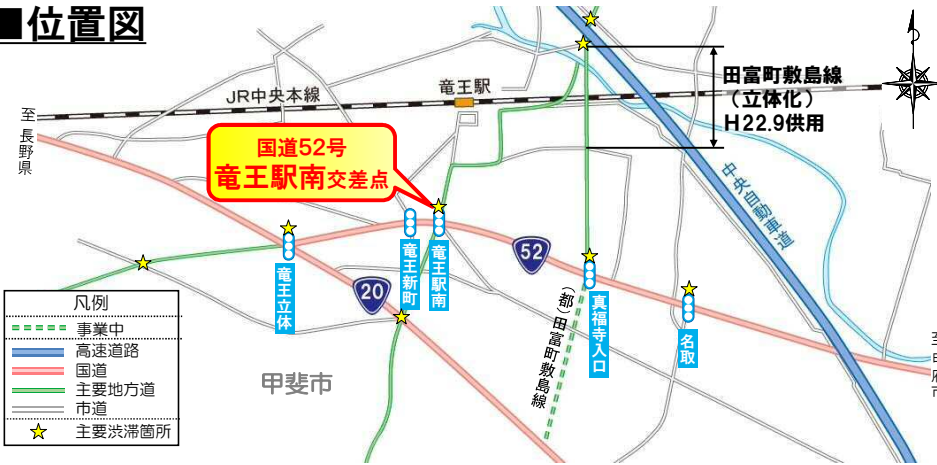 ■位置図
JR中央本線
竜王駅
田富町敷島線
（立体化）
H22.9供用
至 長野県
国道52号
竜王駅南交差点
中央自動車道
竜王立体
竜王新町
竜王駅南
52
20
真福寺入口
名取
（都）田富町敷島線
甲斐市
凡例
事業中
高速道路
国道
主要地方道
市道
主要渋滞箇所